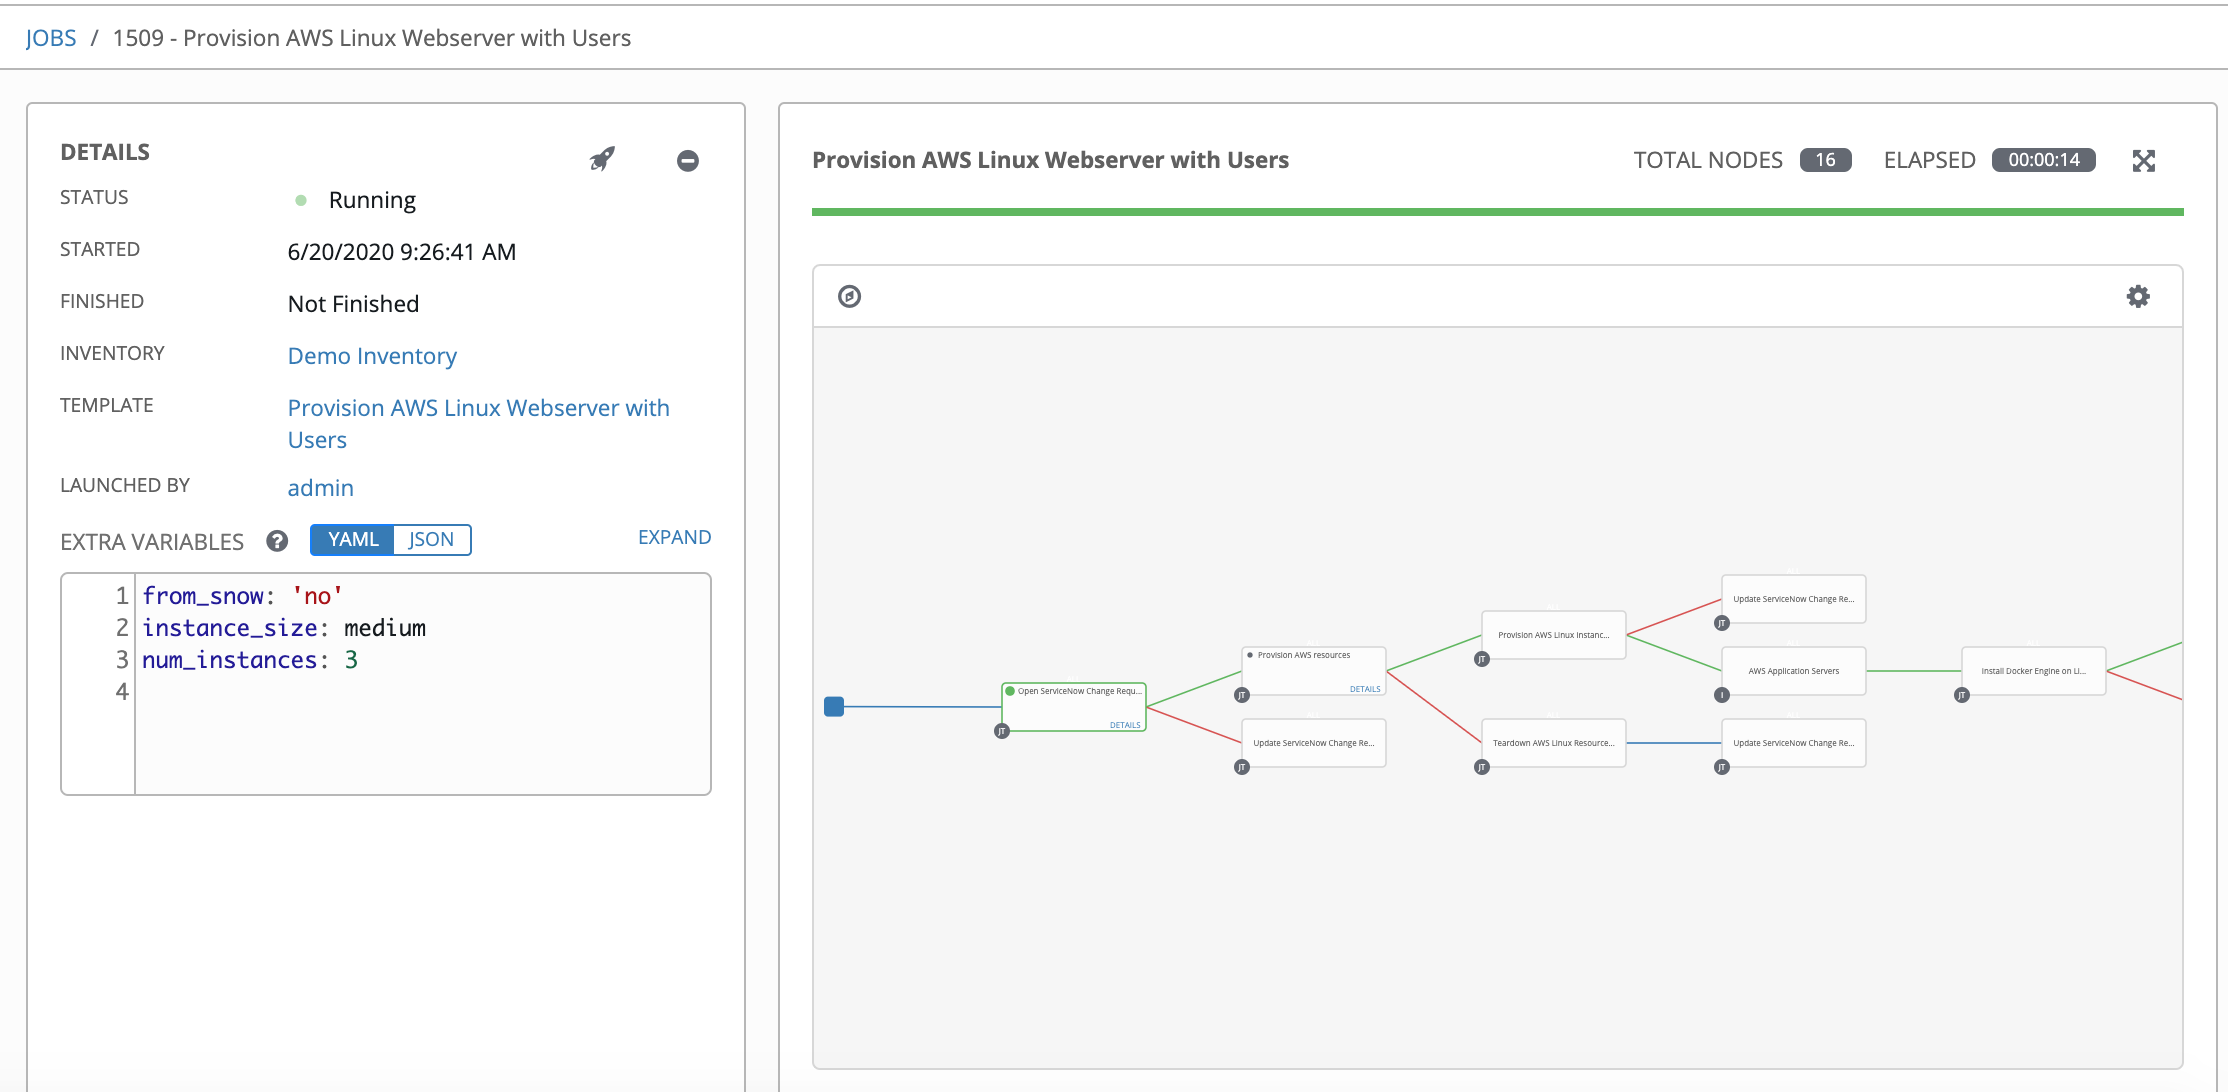 JOBS / 1509 - Provision AWS Linux Webserver with Users
DETAILS
STATUS Running
STARTED 6/20/2020 9:26:41 AM
FINISHED Not Finished
INVENTORY Demo Inventory
TEMPLATE Provision AWS Linux Webserver with
Users
LAUNCHED BY admin
EXTRA VARIABLES ? YAML JSON EXPAND
1 from_snow: 'no'
2 instance_size: medium
3 num_instances: 3
4
Provision AWS Linux Webserver with Users TOTAL NODES 16 ELAPSED 00:00:14
Open ServiceNow Change Requ...
DETAILS
JT
Provision AWS resources
DETAILS
JT
Update ServiceNow Change Re...
JT
Provision AWS Linux Instanc...
JT
Teardown AWS Linux Resource...
JT
Update ServiceNow Change Re...
JT
AWS Application Servers
I
Update ServiceNow Change Re...
JT
Install Docker Engine on Li...
JT